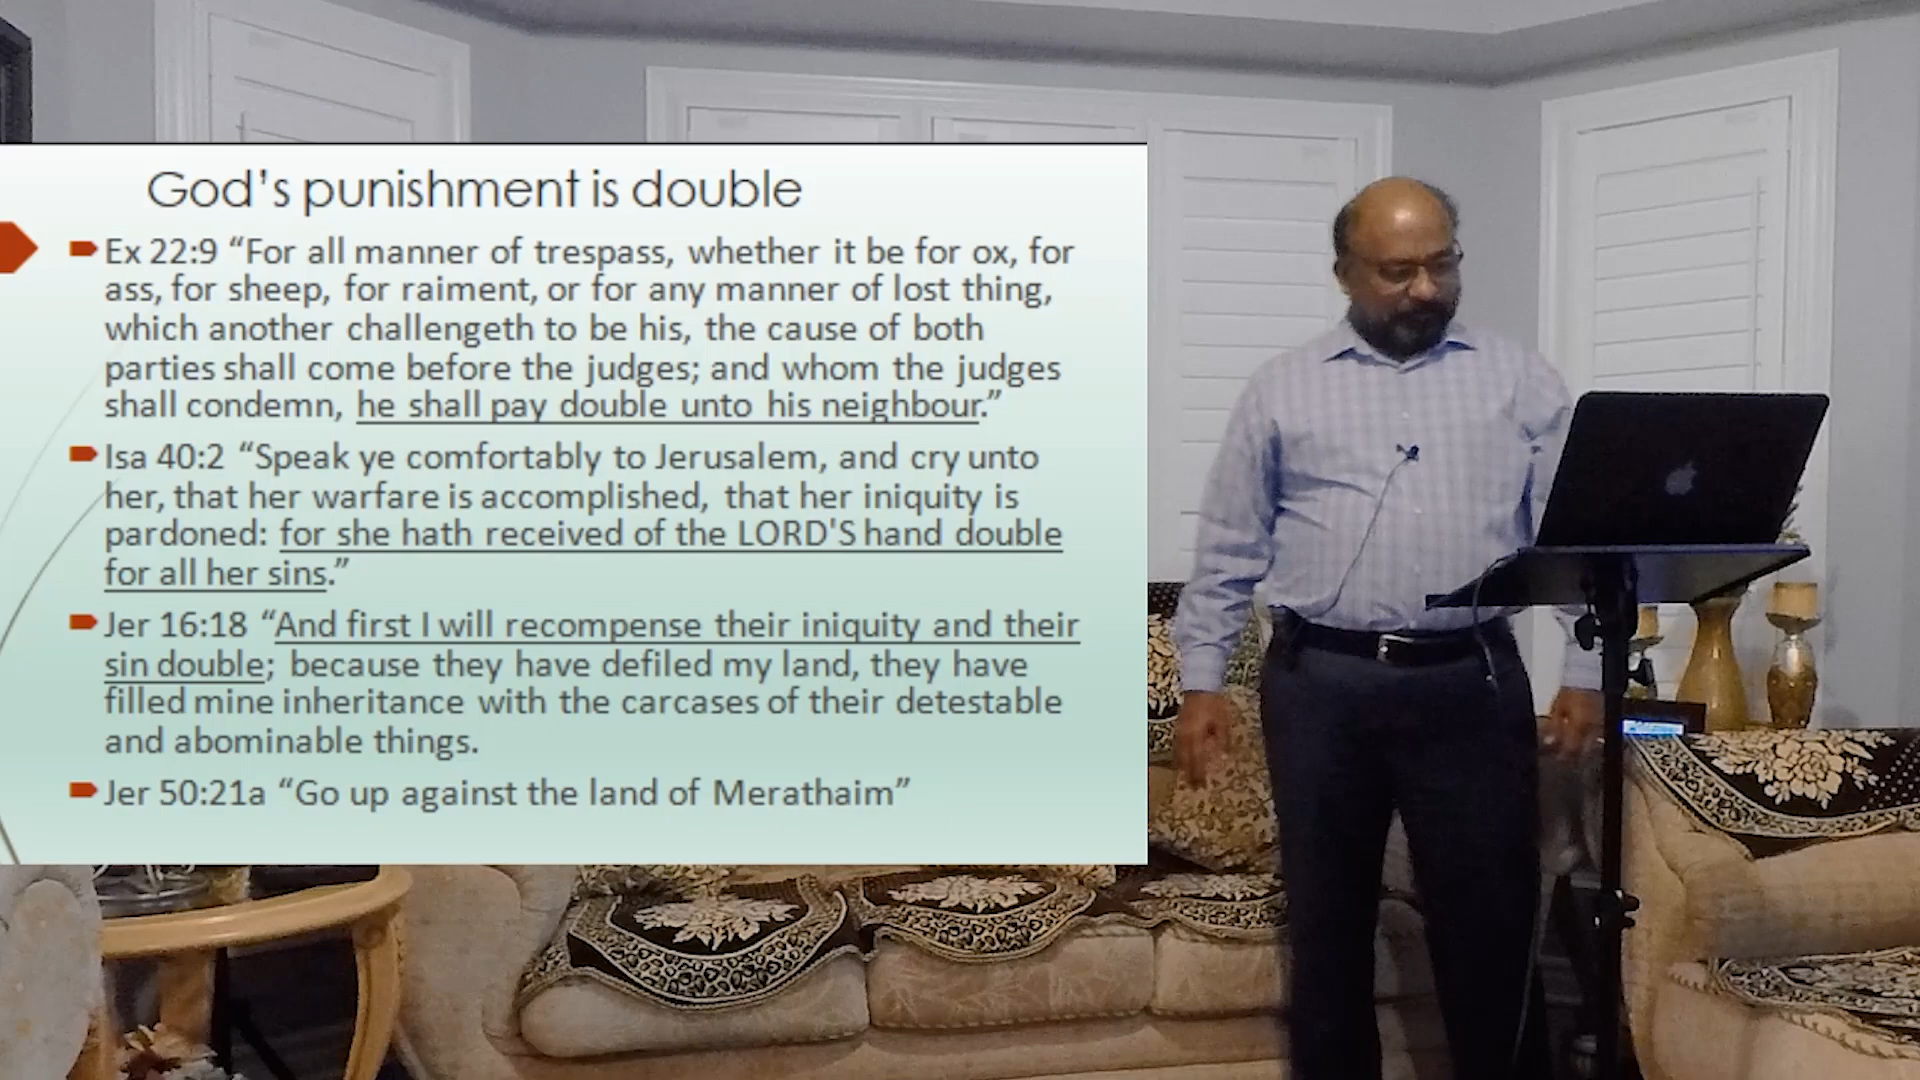 God's punishment is double
Ex 22:9 “For all manner of trespass, whether it be for ox, for
ass, for sheep, for raiment, or for any manner of lost thing,
which another challengeth to be his, the cause of both
parties shall come before the judges; and whom the judges
shall condemn, he shall pay double unto his neighbour.”
Isa 40:2 “Speak ye comfortably to Jerusalem, and cry unto
her, that her warfare is accomplished, that her iniquity is
pardoned: for she hath received of the LORD'S hand double
for all her sins.”
Jer 16:18 “And first I will recompense their iniquity and their
sin double; because they have defiled my land, they have
filled mine inheritance with the carcases of their detestable
and abominable things.
Jer 50:21a “Go up against the land of Merathaim”